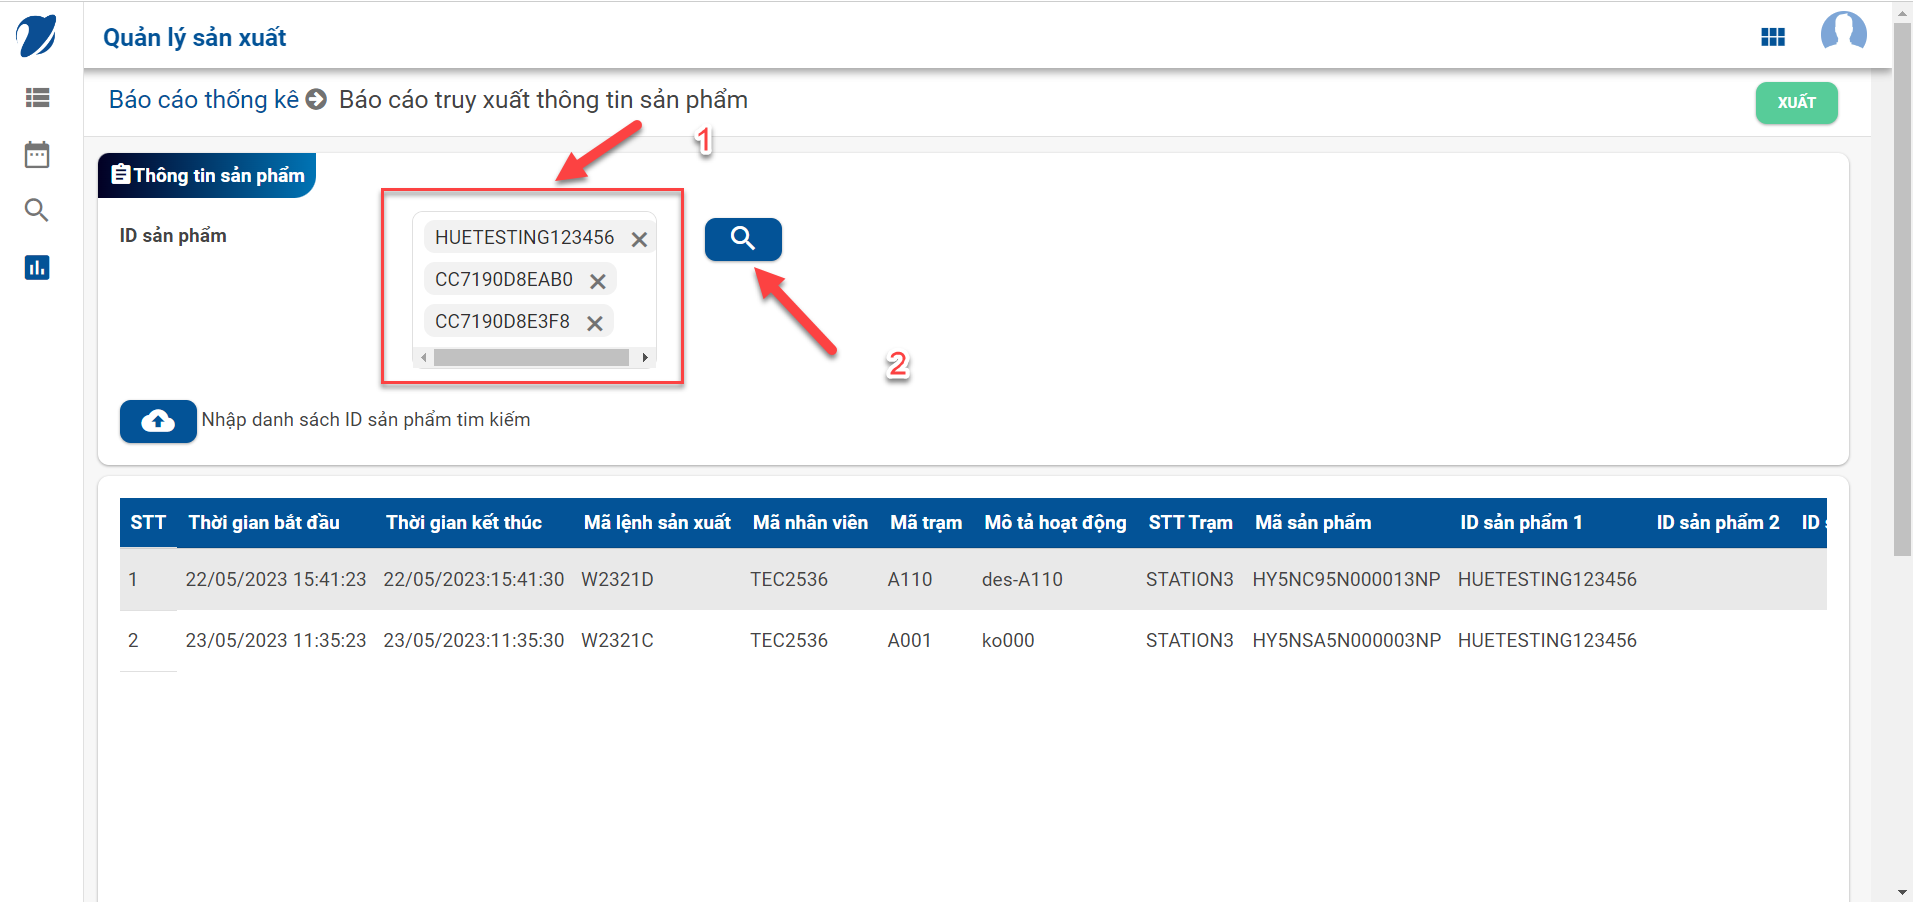 Quản lý sản xuất
Báo cáo thống kê Báo cáo truy xuất thông tin sản phẩm
XUẤT
1
Thông tin sản phẩm
ID sản phẩm
HUETESTING123456
CC7190D8EAB0
CC7190D8E3F8
2
Nhập danh sách ID sản phẩm tim kiếm
STT Thời gian bắt đầu Thời gian kết thúc Mã lệnh sản xuất Mã nhân viên Mã trạm Mô tả hoạt động STT Trạm Mã sản phẩm ID sản phẩm 1 ID sản phẩm 2 ID
1 22/05/2023 15:41:23 22/05/2023:15:41:30 W2321D TEC2536 A110 des-A110 STATION3 HY5NC95N000013NP HUETESTING123456
2 23/05/2023 11:35:23 23/05/2023:11:35:30 W2321C TEC2536 A001 ko000 STATION3 HY5NSA5N000003NP HUETESTING123456